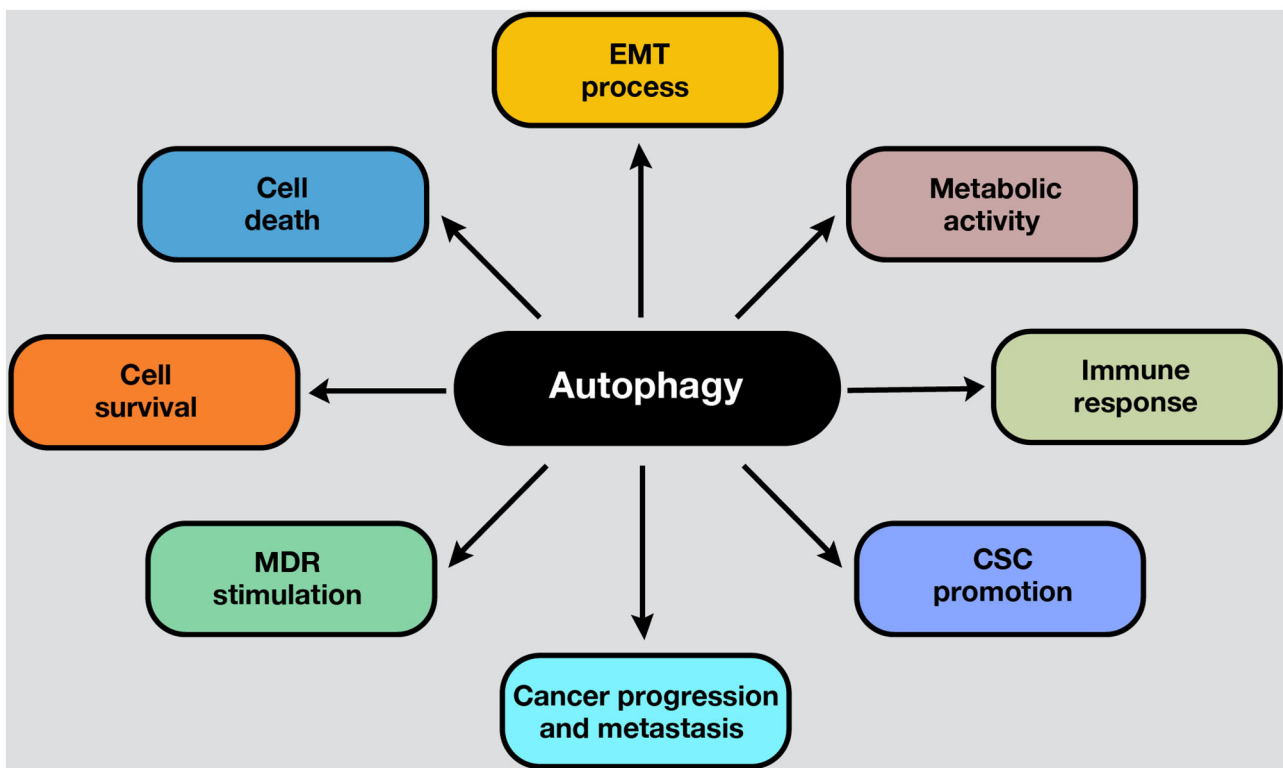 EMT
process
Cell
death
Metabolic
activity
Cell
survival
Autophagy
Immune
response
MDR
stimulation
CSC
promotion
Cancer progression
and metastasis